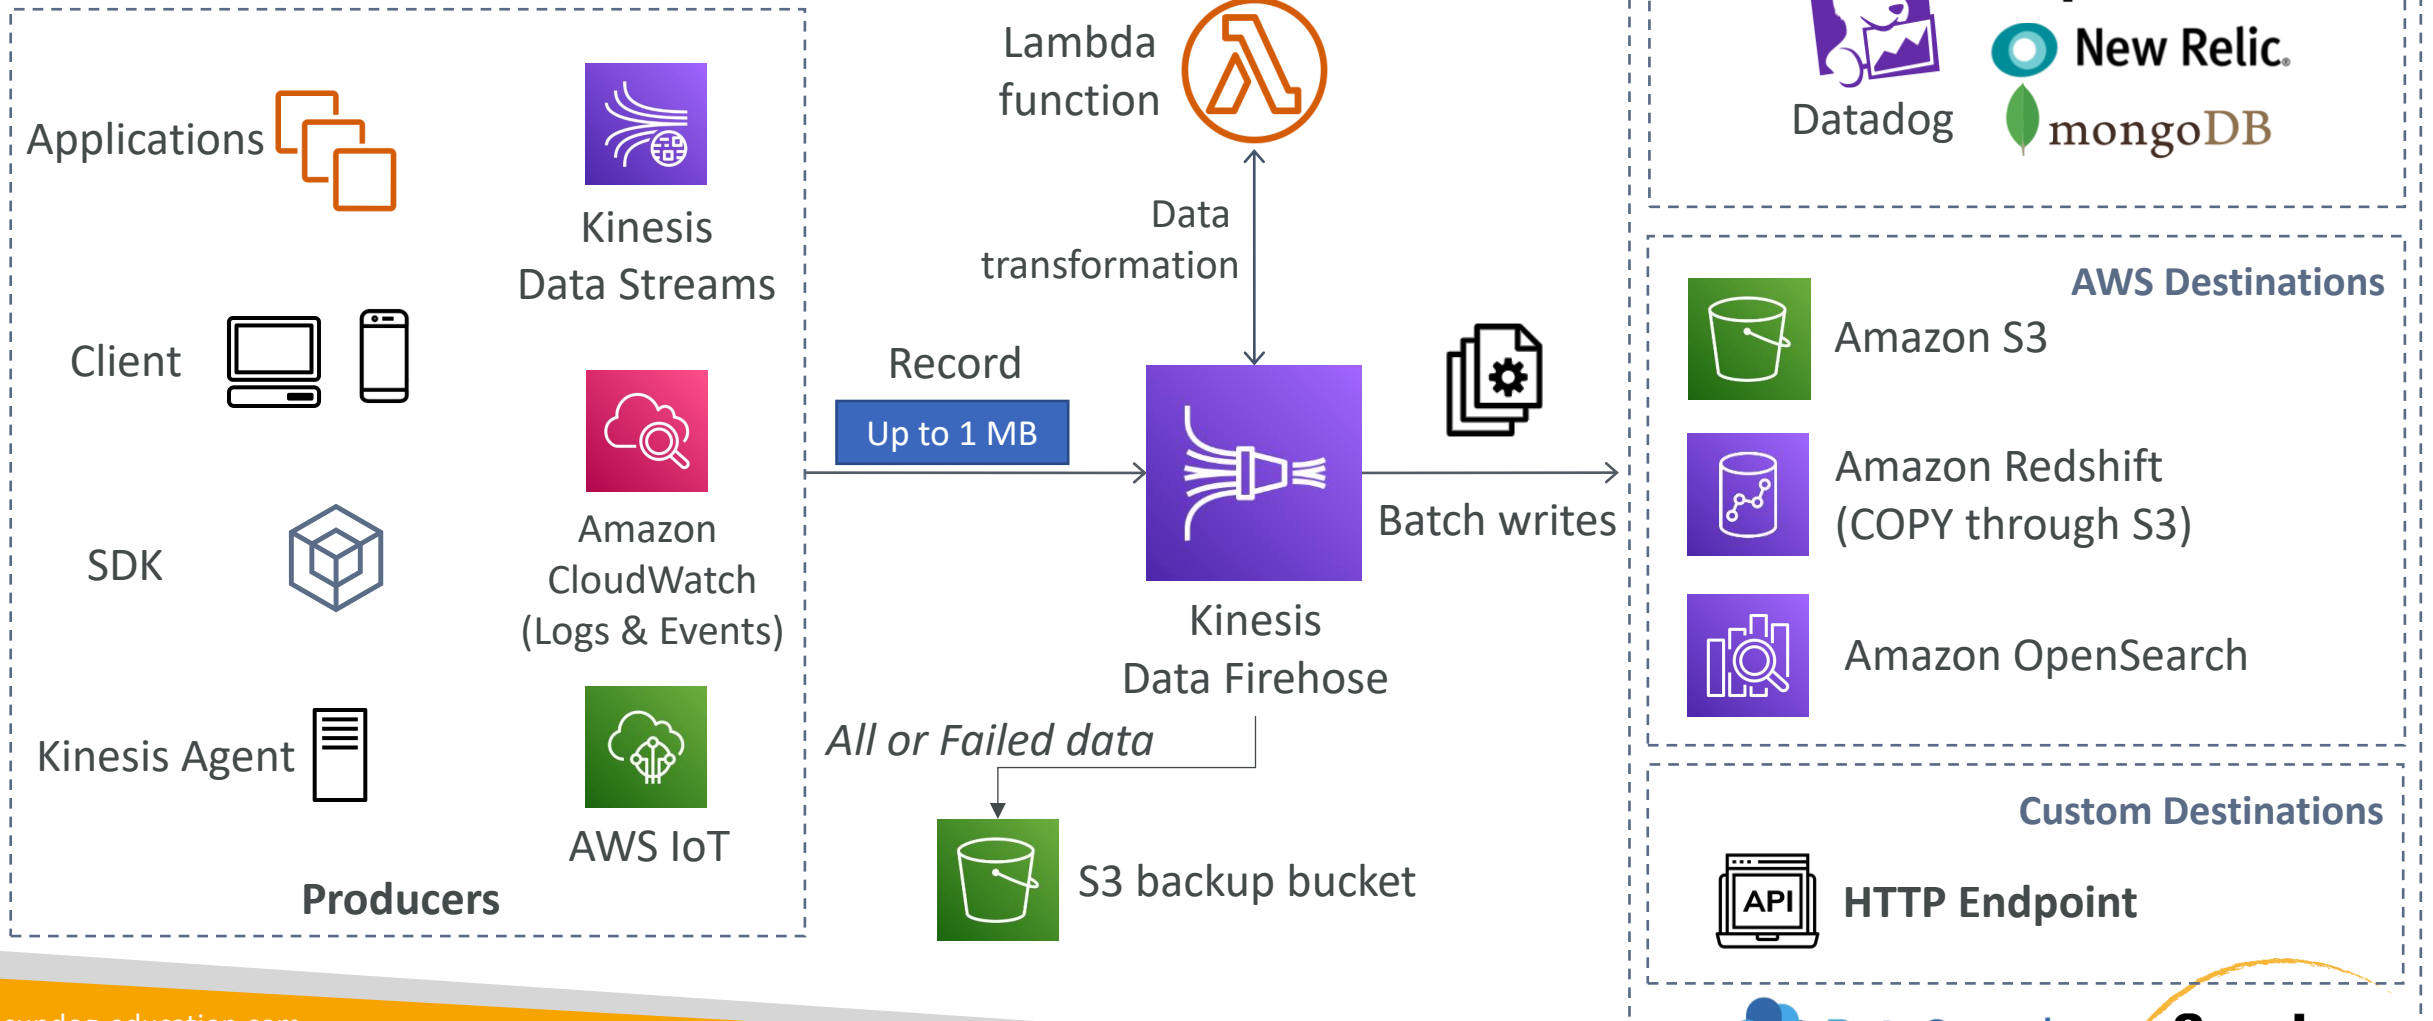 Applications
Kinesis
Data Streams
Client
Amazon
CloudWatch
(Logs & Events)
SDK
Kinesis Agent
AWS IoT
Producers
Lambda
function
Data
transformation
Record
Up to 1 MB
Batch writes
Kinesis
Data Firehose
All or Failed data
S3 backup bucket
Datadog
New Relic®
mongoDB
AWS Destinations
Amazon S3
Amazon Redshift
(COPY through S3)
Amazon OpenSearch
Custom Destinations
API
HTTP Endpoint